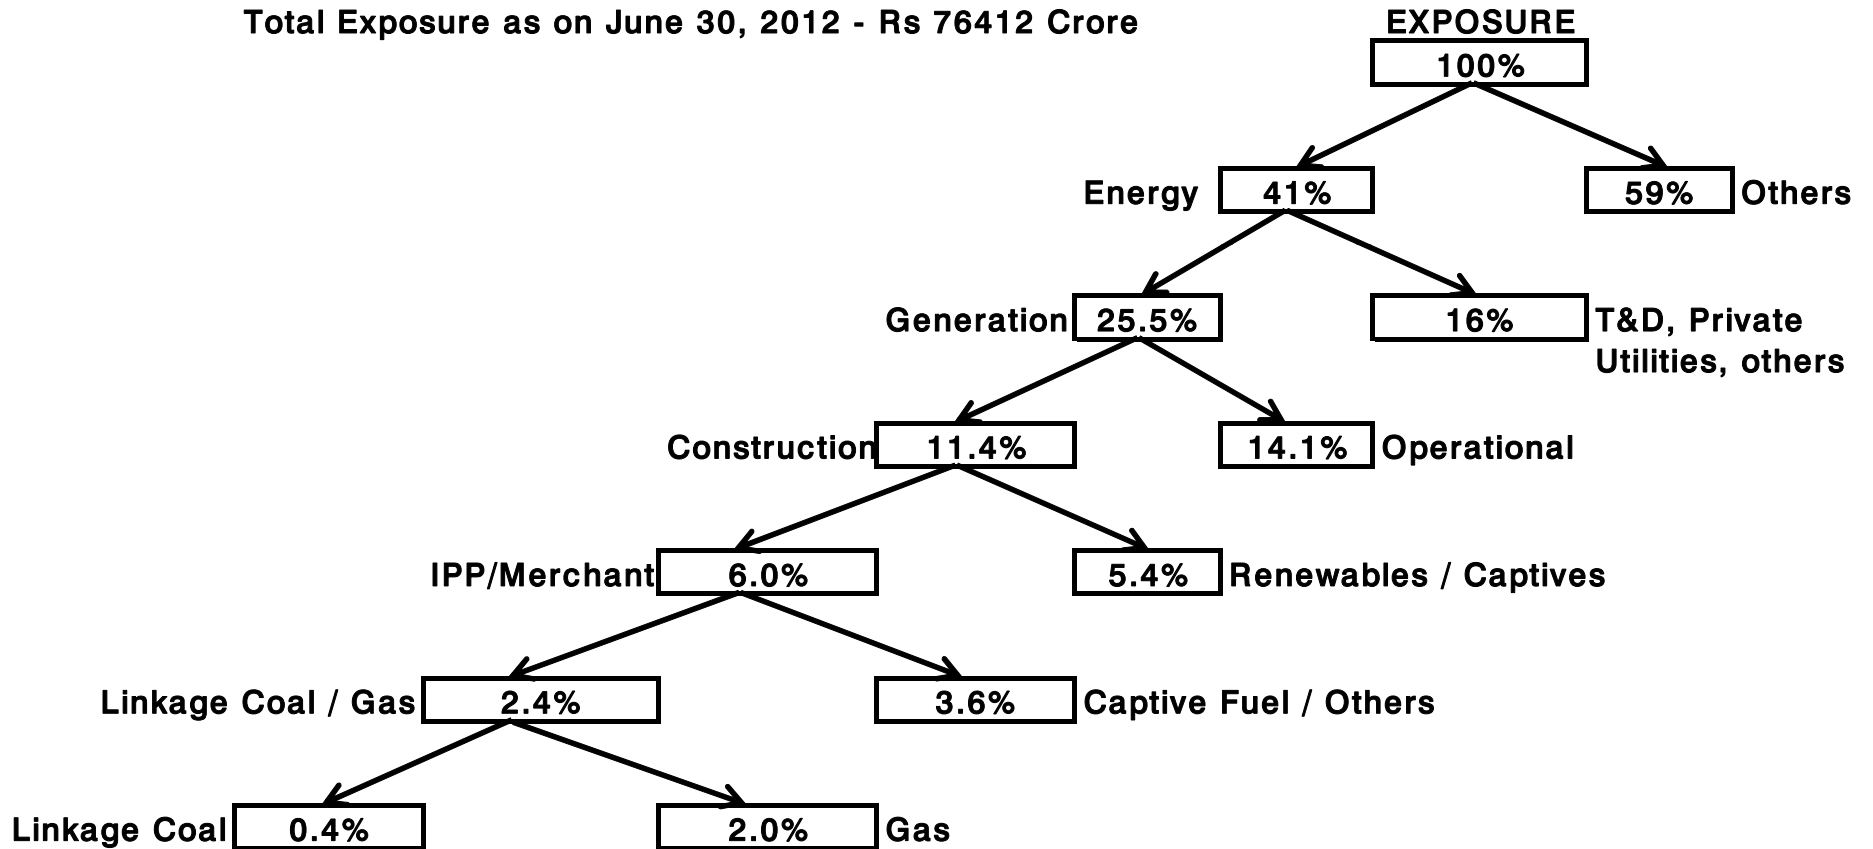 Total Exposure as on June 30, 2012 - Rs 76412 Crore
EXPOSURE
100%
Energy
41%
59%
Others
Generation
25.5%
16%
T&D, Private
Utilities, others
Construction
11.4%
14.1%
Operational
IPP/Merchant
6.0%
5.4%
Renewables / Captives
Linkage Coal / Gas
2.4%
3.6%
Captive Fuel / Others
Linkage Coal
0.4%
2.0%
Gas